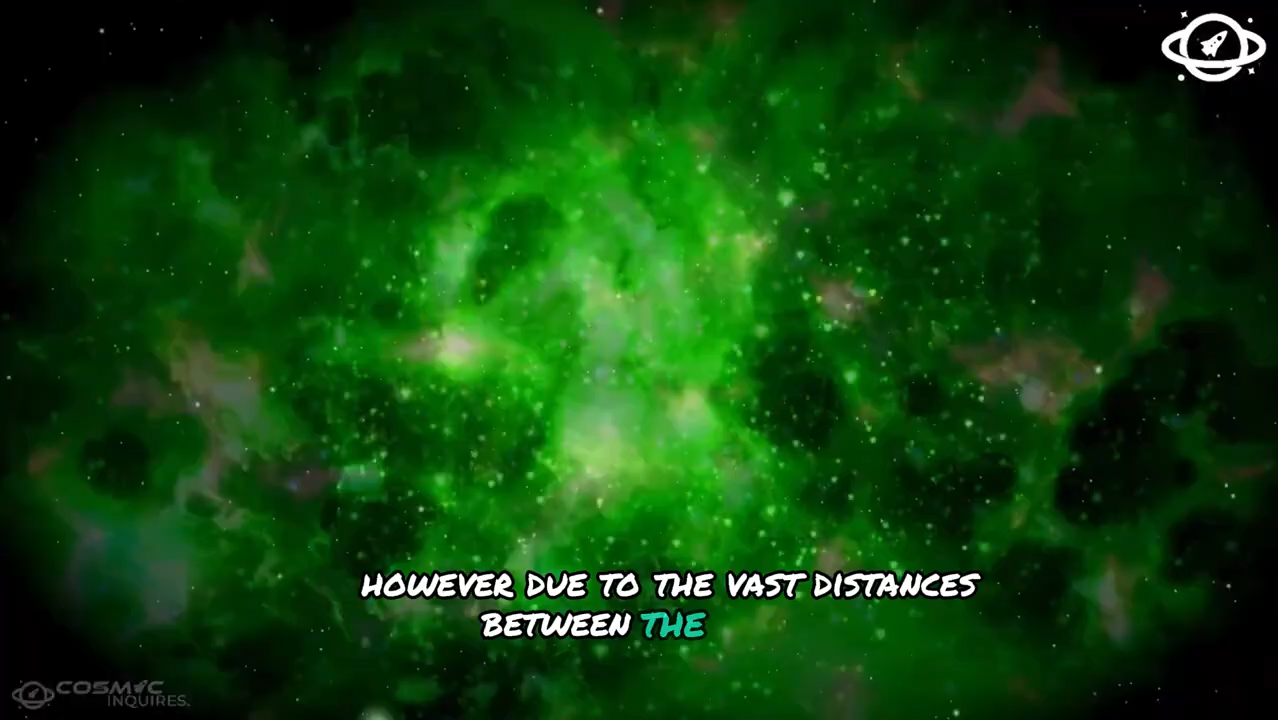 HOWEVER DUE TO THE VAST DISTANCES
BETWEEN THE
COSMIC
INQUIRES.